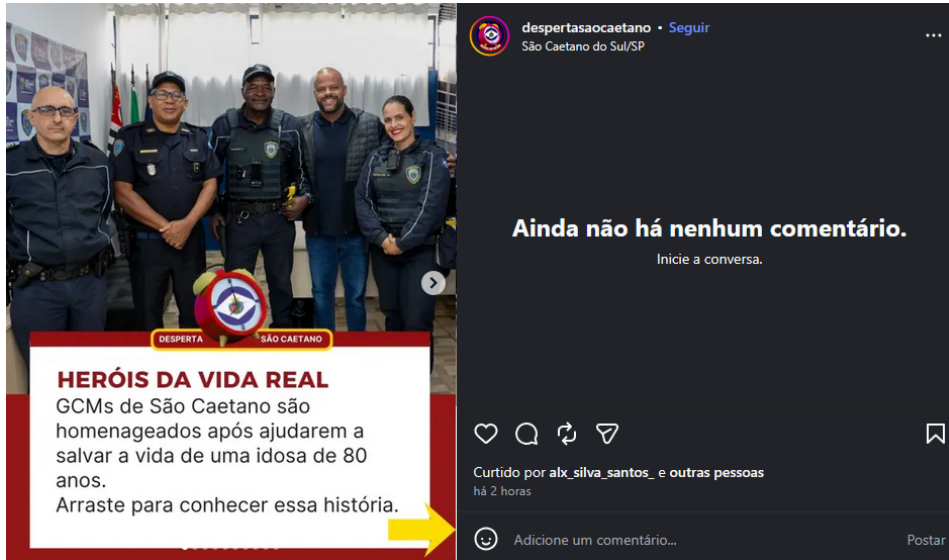 despertasaocaetano • Seguir
São Caetano do Sul/SP
Ainda não há nenhum comentário.
Inicie a conversa.
DESPERTA SÃO CAETANO
HERÓIS DA VIDA REAL
GCMs de São Caetano são
homenageados após ajudarem a
salvar a vida de uma idosa de 80
anos.
Arraste para conhecer essa história.
Curtido por alx_silva_santos_ e outras pessoas
há 2 horas
Adicione um comentário...
Postar